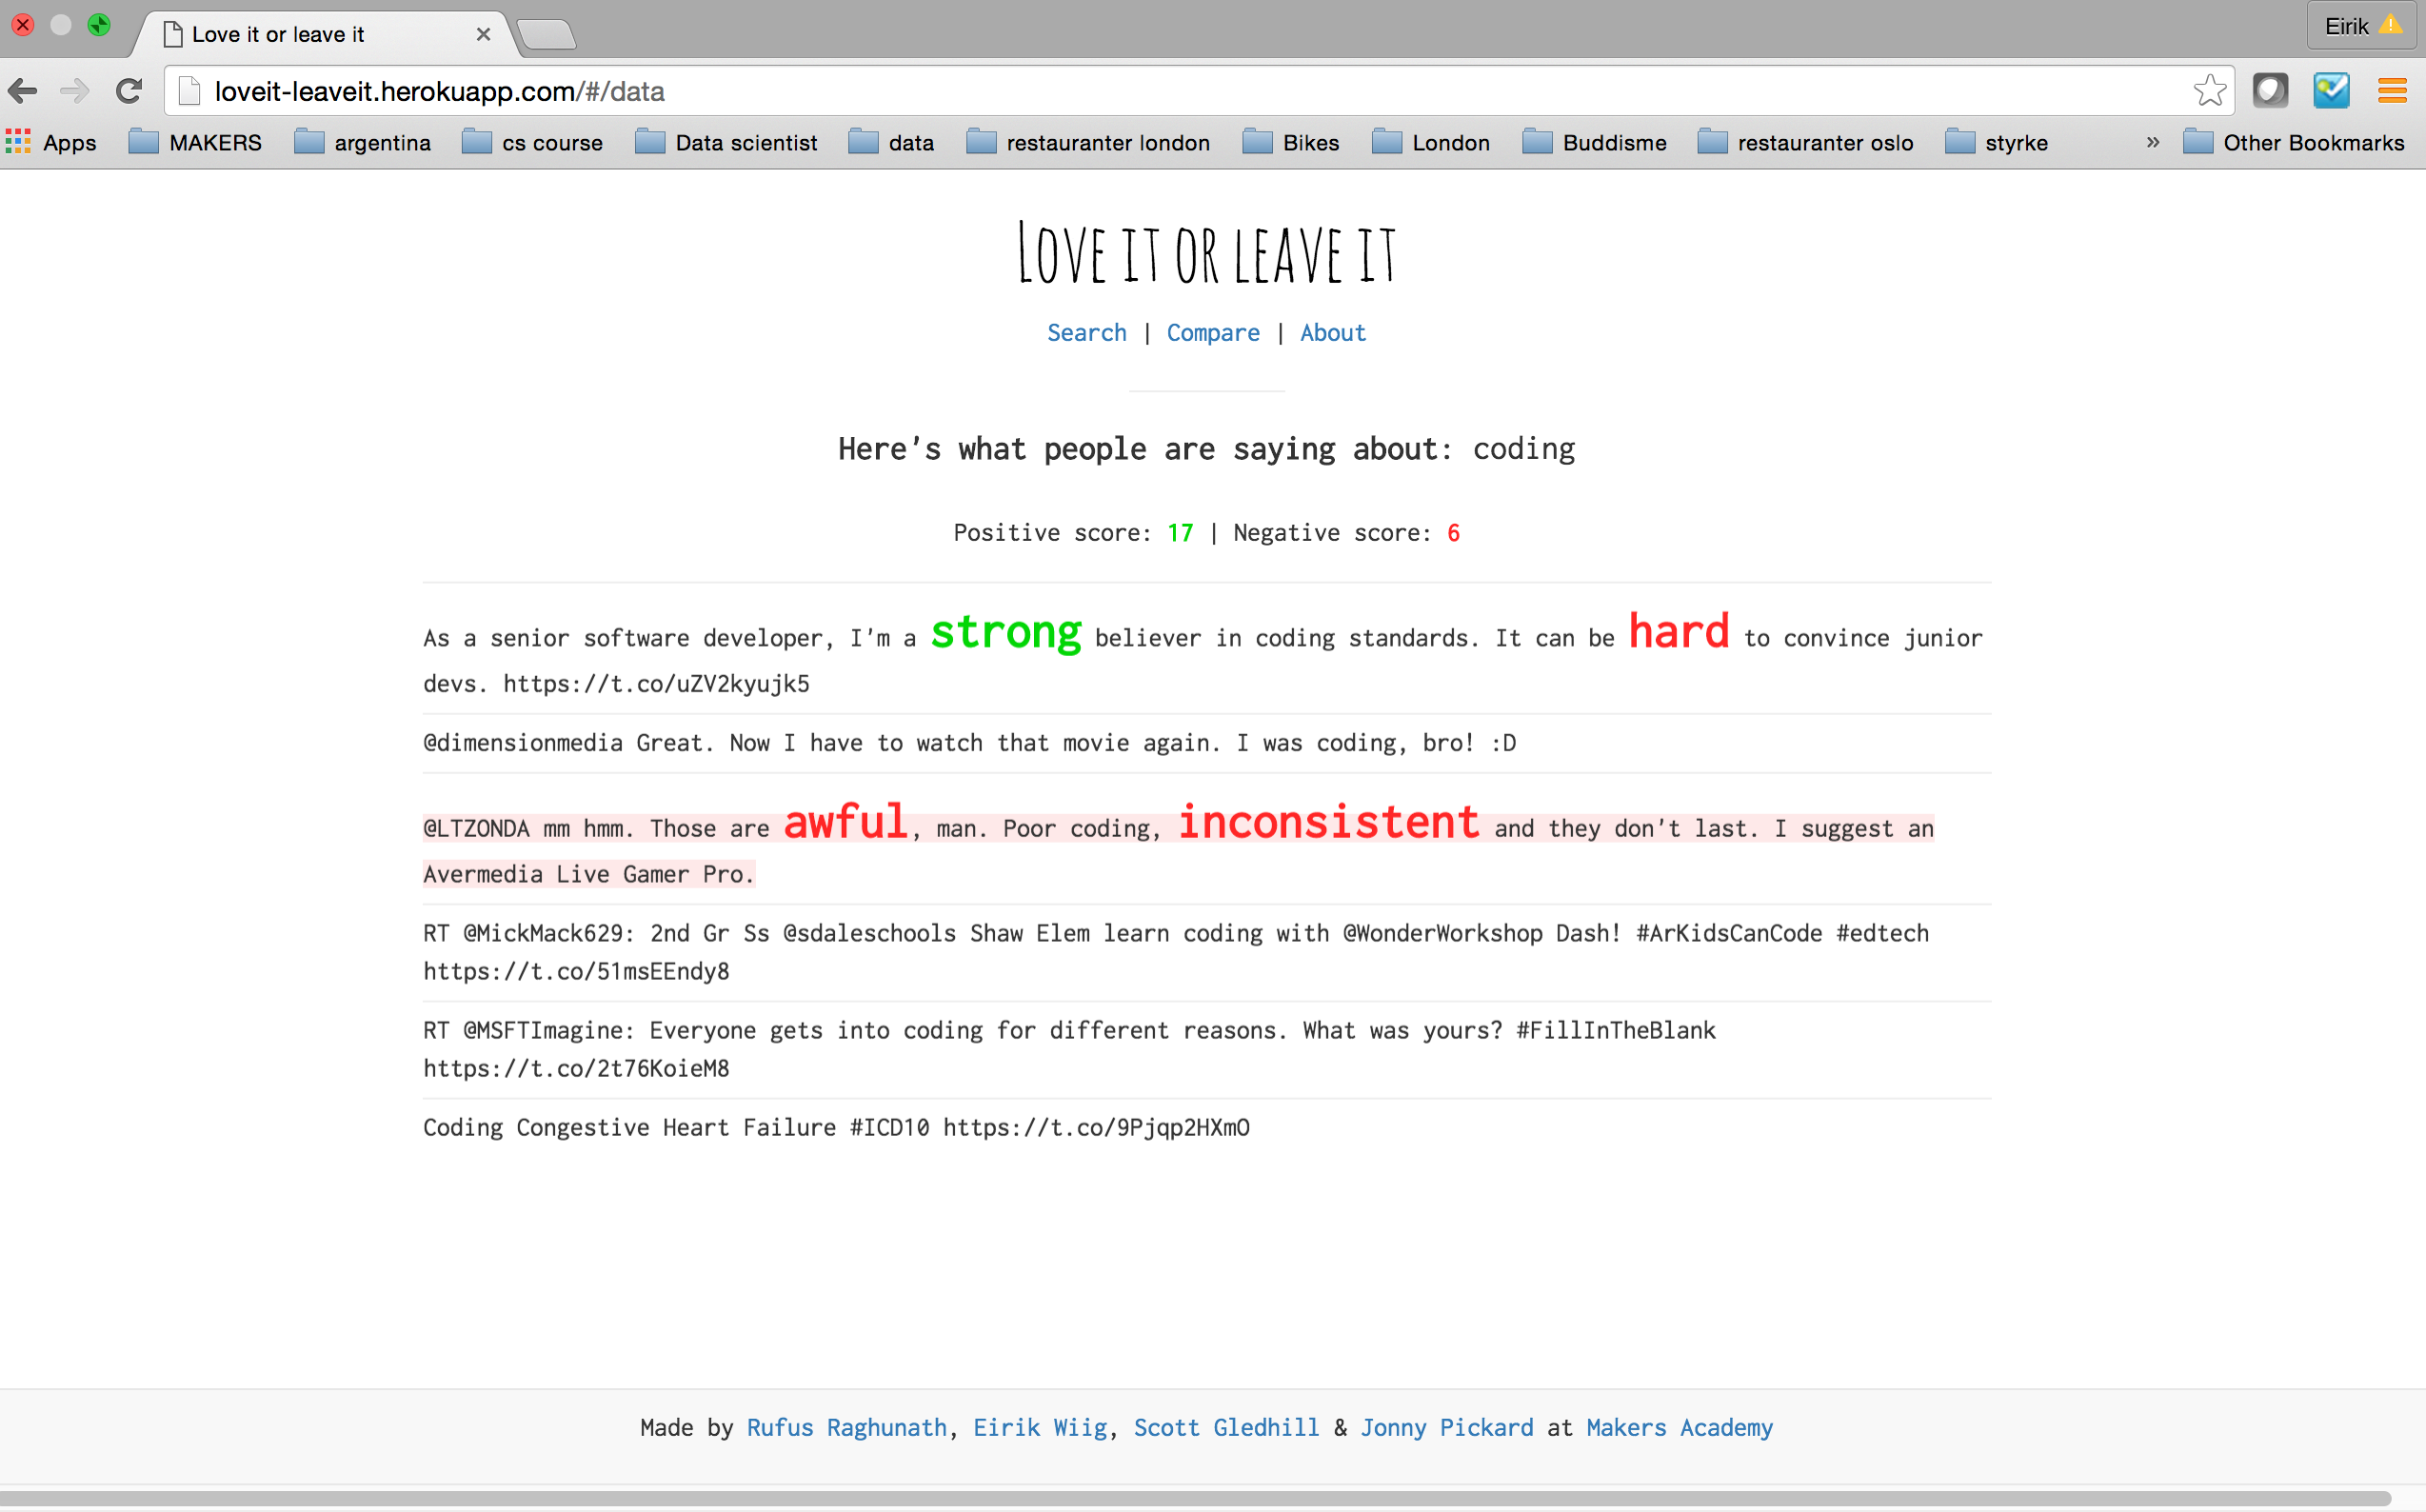 Love it or leave it
Eirik
loveit-leaveit.herokuapp.com/#/data
Apps MAKERS argentina cs course Data scientist data restauranter london Bikes London Buddisme restauranter oslo styrke » Other Bookmarks
LOVE IT OR LEAVE IT
Search | Compare | About
Here's what people are saying about: coding
Positive score: 17 | Negative score: 6
As a senior software developer, I'm a strong believer in coding standards. It can be hard to convince junior
devs. https://t.co/uZV2kyujk5
@dimensionmedia Great. Now I have to watch that movie again. I was coding, bro! :D
@LTZONDA mm hmm. Those are awful, man. Poor coding, inconsistent and they don't last. I suggest an
Avermedia Live Gamer Pro.
RT @MickMack629: 2nd Gr Ss @sdaleschools Shaw Elem learn coding with @WonderWorkshop Dash! #ArKidsCanCode #edtech
https://t.co/51msEEndy8
RT @MSFTImagine: Everyone gets into coding for different reasons. What was yours? #FillInTheBlank
https://t.co/2t76KoieM8
Coding Congestive Heart Failure #ICD10 https://t.co/9Pjqp2HXmO
Made by Rufus Raghunath, Eirik Wiig, Scott Gledhill & Jonny Pickard at Makers Academy